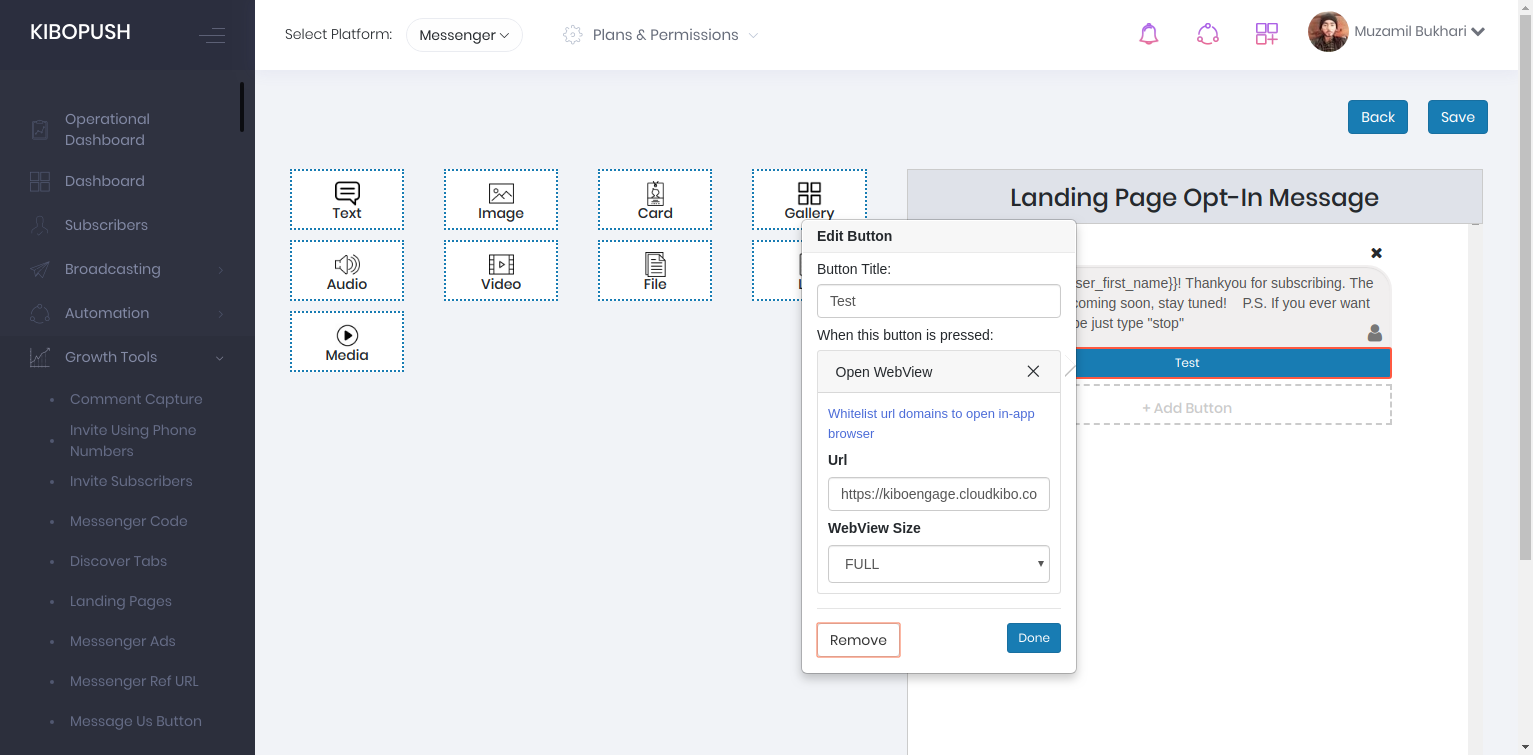 KIBOPUSH
Select Platform:
Messenger
Plans & Permissions
Muzamil Bukhari
Operational
Dashboard
Dashboard
Subscribers
Broadcasting
Automation
Growth Tools
Comment Capture
Invite Using Phone
Numbers
Invite Subscribers
Messenger Code
Discover Tabs
Landing Pages
Messenger Ads
Messenger Ref URL
Message Us Button
Back
Save
Text
Image
Card
Gallery
Audio
Video
File
Media
Landing Page Opt-In Message
ser_first_name}}! Thankyou for subscribing. The
coming soon, stay tuned! P.S. If you ever want
be just type "stop"
Test
+ Add Button
Edit Button
Button Title:
Test
When this button is pressed:
Open WebView
Whitelist url domains to open in-app
browser
Url
https://kiboengage.cloudkibo.co
WebView Size
FULL
Remove
Done